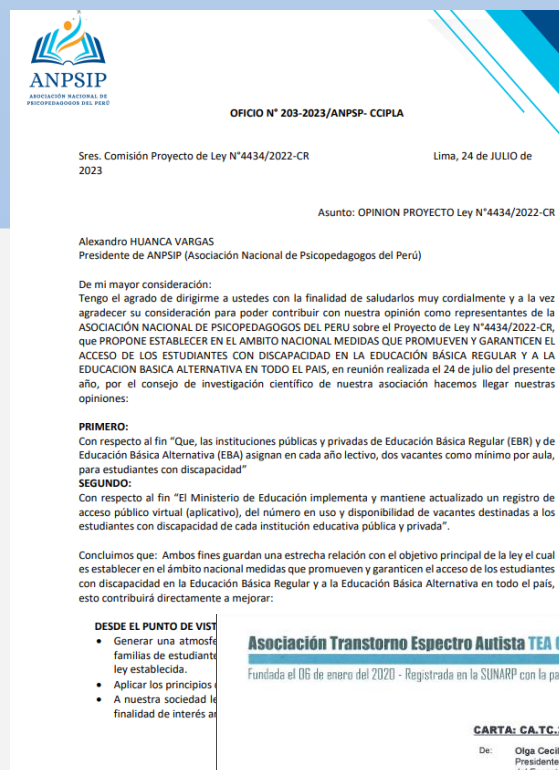 ANPSIP
ASOCIACIÓN NACIONAL DE
PSICOPEDAGOGOS DEL PERÚ
OFICIO N° 203-2023/ANPSP- CCIPLA
Sres. Comisión Proyecto de Ley N°4434/2022-CR Lima, 24 de JULIO de
2023
Asunto: OPINION PROYECTO Ley N°4434/2022-CR
Alexandro HUANCA VARGAS
Presidente de ANPSIP (Asociación Nacional de Psicopedagogos del Perú)
De mi mayor consideración:
Tengo el agrado de dirigirme a ustedes con la finalidad de saludarlos muy cordialmente y a la vez
agradecer su consideración para poder contribuir con nuestra opinión como representantes de la
ASOCIACIÓN NACIONAL DE PSICOPEDAGOGOS DEL PERU sobre el Proyecto de Ley N°4434/2022-CR,
que PROPONE ESTABLECER EN EL AMBITO NACIONAL MEDIDAS QUE PROMUEVEN Y GARANTICEN EL
ACCESO DE LOS ESTUDIANTES CON DISCAPACIDAD EN LA EDUCACIÓN BÁSICA REGULAR Y A LA
EDUCACION BASICA ALTERNATIVA EN TODO EL PAIS, en reunión realizada el 24 de julio del presente
año, por el consejo de investigación científico de nuestra asociación hacemos llegar nuestras
opiniones:
PRIMERO:
Con respecto al fin "Que, las instituciones públicas y privadas de Educación Básica Regular (EBR) y de
Educación Básica Alternativa (EBA) asignan en cada año lectivo, dos vacantes como mínimo por aula,
para estudiantes con discapacidad"
SEGUNDO:
Con respecto al fin "El Ministerio de Educación implementa y mantiene actualizado un registro de
acceso público virtual (aplicativo), del número en uso y disponibilidad de vacantes destinadas a los
estudiantes con discapacidad de cada institución educativa pública y privada".
Concluimos que: Ambos fines guardan una estrecha relación con el objetivo principal de la ley el cual
es establecer en el ámbito nacional medidas que promueven y garanticen el acceso de los estudiantes
con discapacidad en la Educación Básica Regular y a la Educación Básica Alternativa en todo el país,
esto contribuirá directamente a mejorar:
DESDE EL PUNTO DE VIST
• Generar una atmosfe
familias de estudiante
ley establecida.
• Aplicar los principios
• A nuestra sociedad le
finalidad de interés a
Asociación Transtorno Espectro Autista TEA
Fundada el 06 de enero del 2020 - Registrada en la SUNARP con la pa
CARTA: CA.TC.
De: Olga Cecil
Presidente